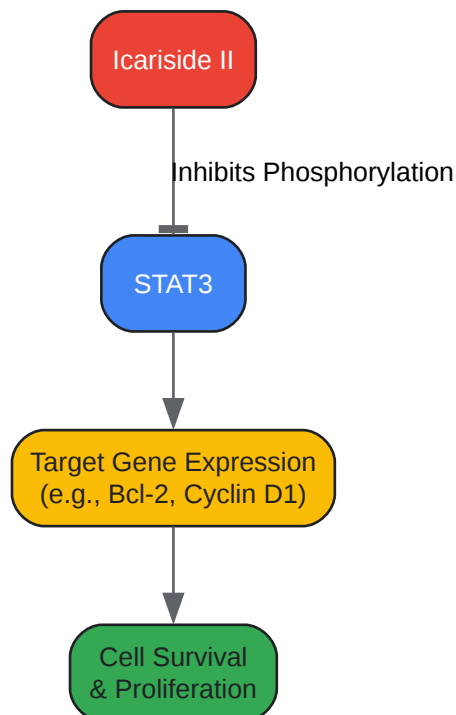 Icariside II
Inhibits Phosphorylation
STAT3
Target Gene Expression
(e.g., Bcl-2, Cyclin D1)
Cell Survival
& Proliferation